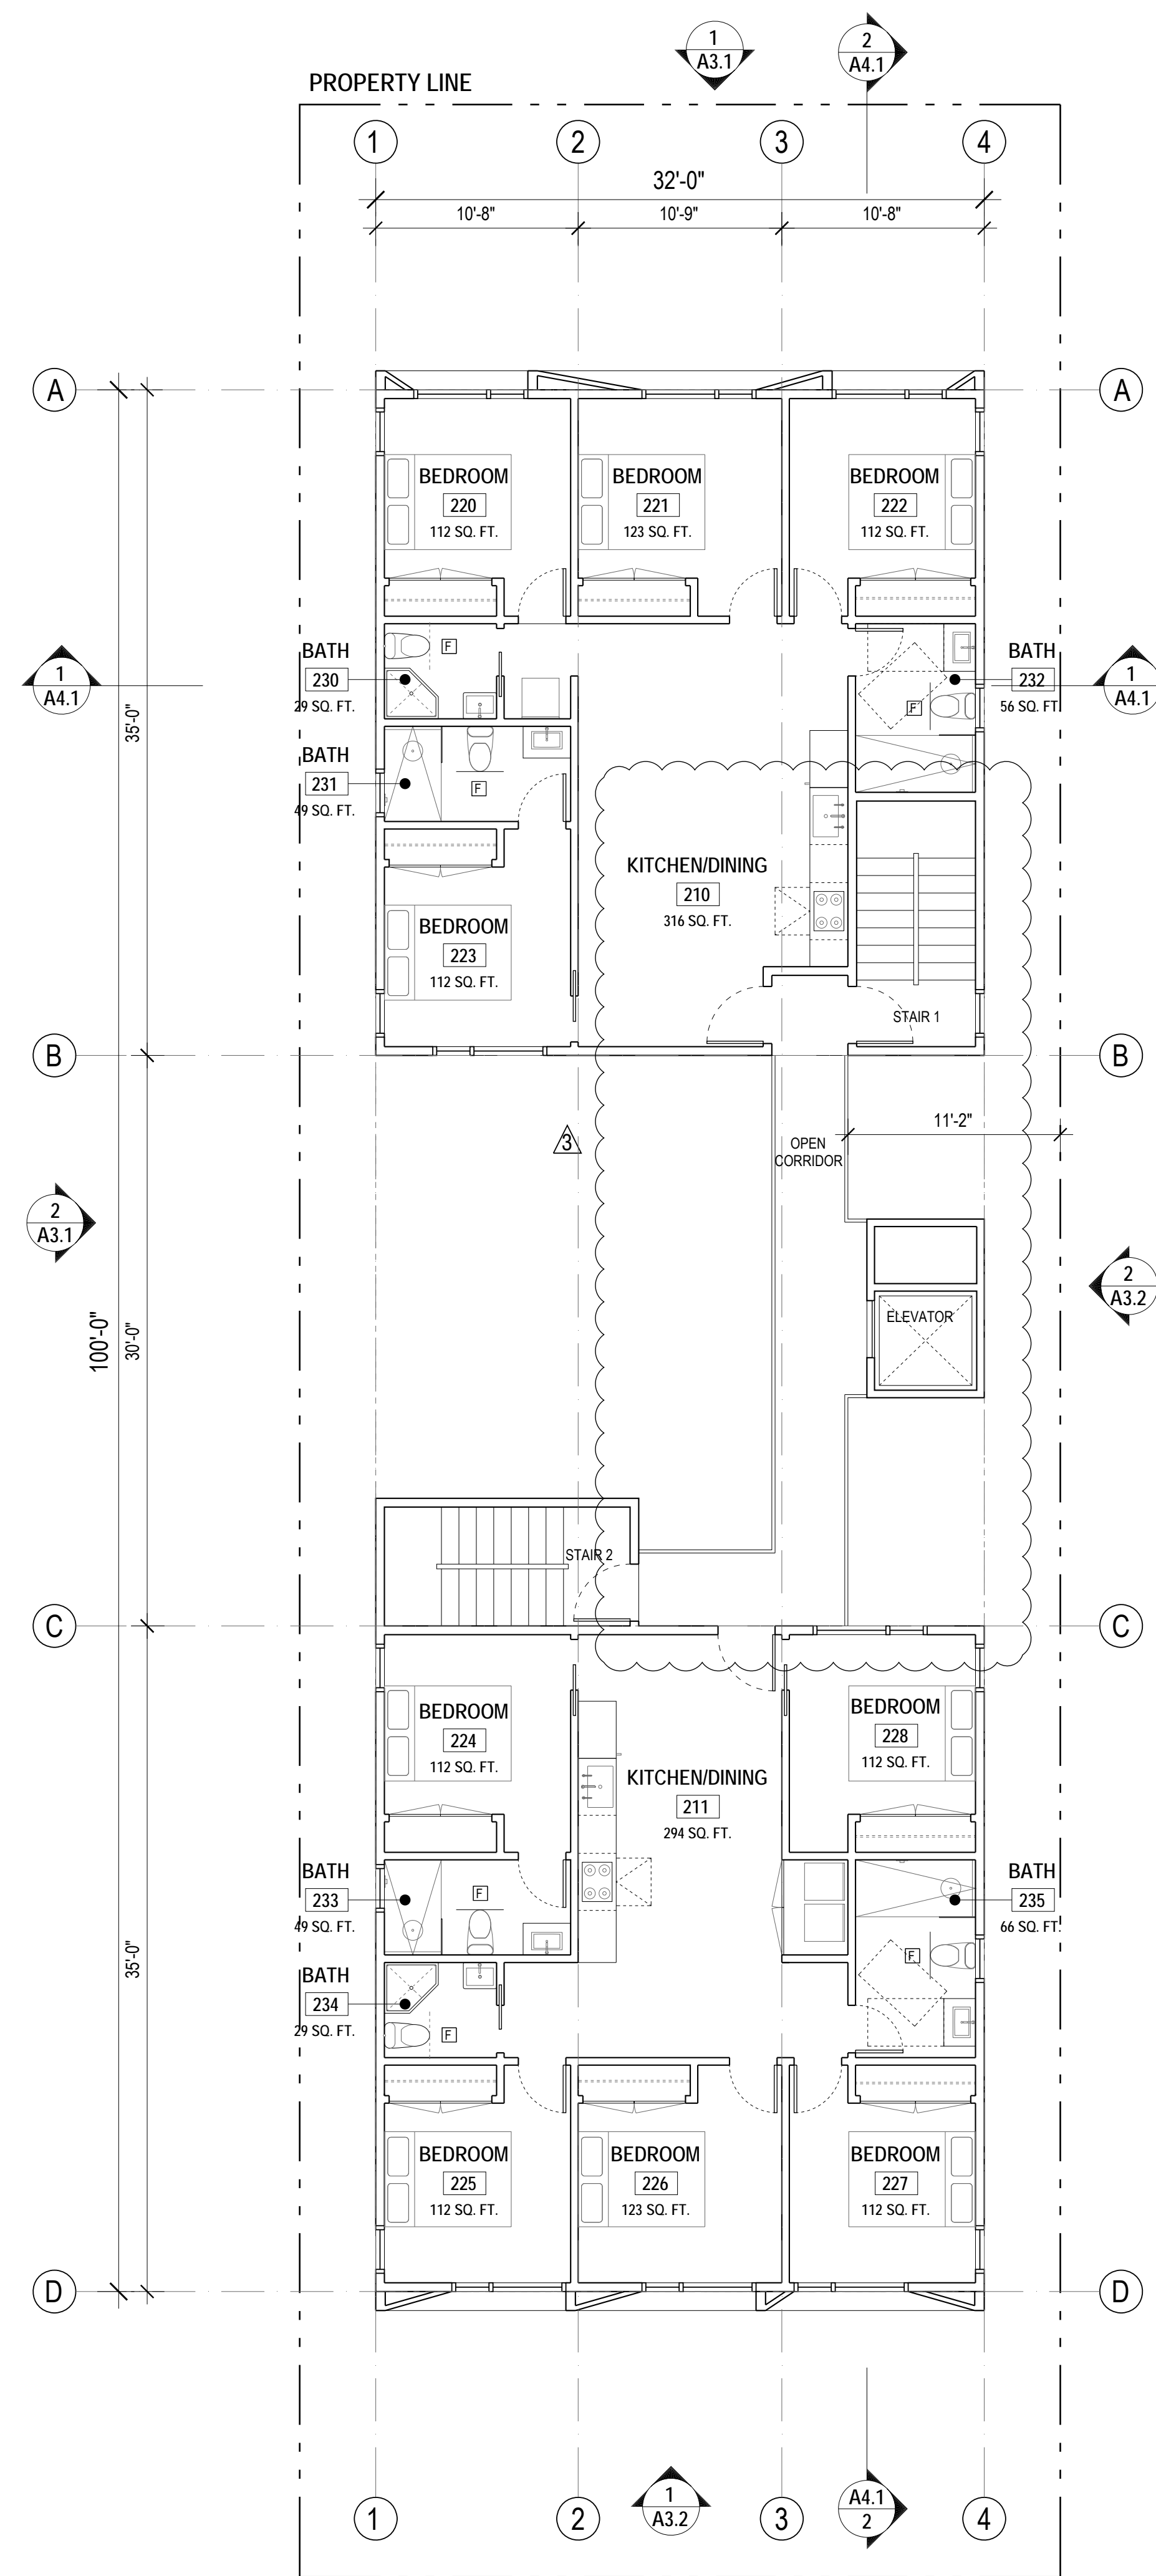 1
A3.1
2
A4.1
PROPERTY LINE
1
2
3
4
32'-0"
10'-8"
10'-9"
10'-8"
A
A
BEDROOM
220
112 SQ. FT.
BEDROOM
221
123 SQ. FT.
BEDROOM
222
112 SQ. FT.
BATH
230
29 SQ. FT.
F
BATH
232
56 SQ. FT.
F
1
A4.1
1
A4.1
35'-0"
BATH
231
49 SQ. FT.
F
KITCHEN/DINING
210
316 SQ. FT.
BEDROOM
223
112 SQ. FT.
STAIR 1
B
B
3
OPEN
CORRIDOR
11'-2"
2
A3.1
2
A3.2
100'-0"
30'-0"
ELEVATOR
STAIR 2
C
C
BEDROOM
224
112 SQ. FT.
BEDROOM
228
112 SQ. FT.
KITCHEN/DINING
211
294 SQ. FT.
BATH
233
49 SQ. FT.
F
BATH
235
66 SQ. FT.
F
35'-0"
BATH
234
29 SQ. FT.
F
BEDROOM
225
112 SQ. FT.
BEDROOM
226
123 SQ. FT.
BEDROOM
227
112 SQ. FT.
D
D
1
2
1
A3.2
3
A4.1
2
4